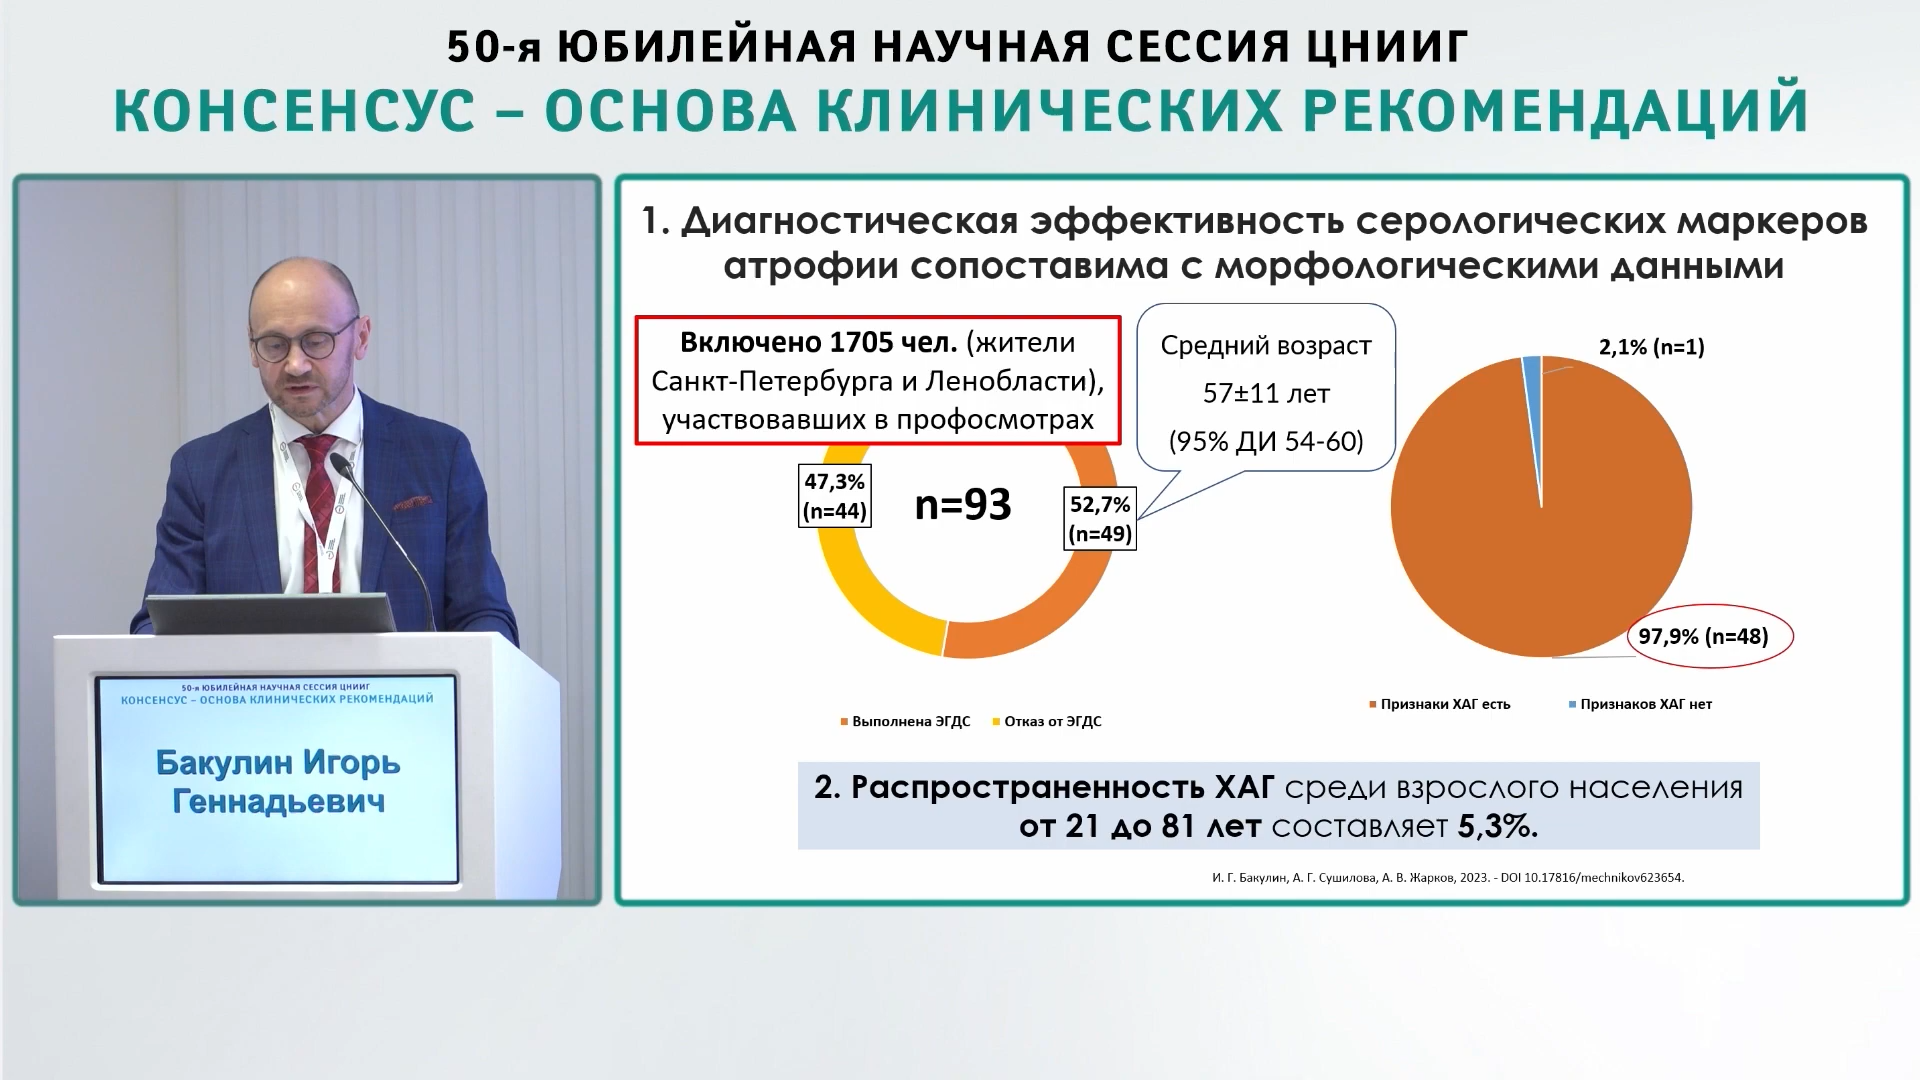 50-я ЮБИЛЕЙНАЯ НАУЧНАЯ СЕССИЯ ЦНИИГ
КОНСЕНСУС – ОСНОВА КЛИНИЧЕСКИХ РЕКОМЕНДАЦИЙ
50-я ЮБИЛЕЙНАЯ НАУЧНАЯ СЕССИЯ ЦНИИГ
КОНСЕНСУС – ОСНОВА КЛИНИЧЕСКИХ РЕКОМЕНДАЦИЙ
Бакулин Игорь
Геннадьевич
1. Диагностическая эффективность серологических маркеров
атрофии сопоставима с морфологическими данными
Включено 1705 чел. (жители
Санкт-Петербурга и Ленобласти),
участвовавших в профосмотрах
Средний возраст
57±11 лет
(95% ДИ 54-60)
47,3%
(n=44)
n=93
52,7%
(n=49)
Выполнена ЭГДС
Отказ от ЭГДС
2,1% (n=1)
97,9% (n=48)
Признаки ХАГ есть
Признаков ХАГ нет
2. Распространенность ХАГ среди взрослого населения
от 21 до 81 лет составляет 5,3%.
И. Г. Бакулин, А. Г. Сушилова, А. В. Жарков, 2023. - DOI 10.17816/mechnikov623654.